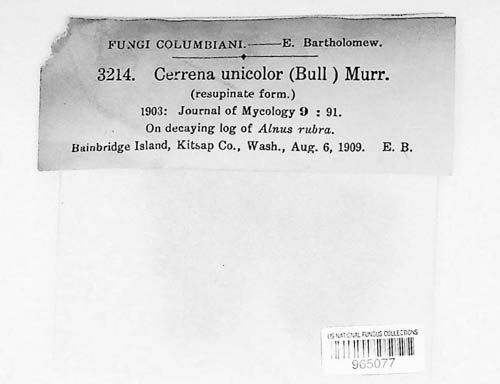 FUNGI COLUMBIANI.——E. Bartholomew.
3214. Cerrena unicolor (Bull ) Murr.
(resupinate form.)
1903: Journal of Mycology 9 : 91.
On decaying log of Alnus rubra.
Bainbridge Island, Kitsap Co., Wash., Aug. 6, 1909. E. B.
US NATIONAL FUNGUS COLLECTIONS
965077